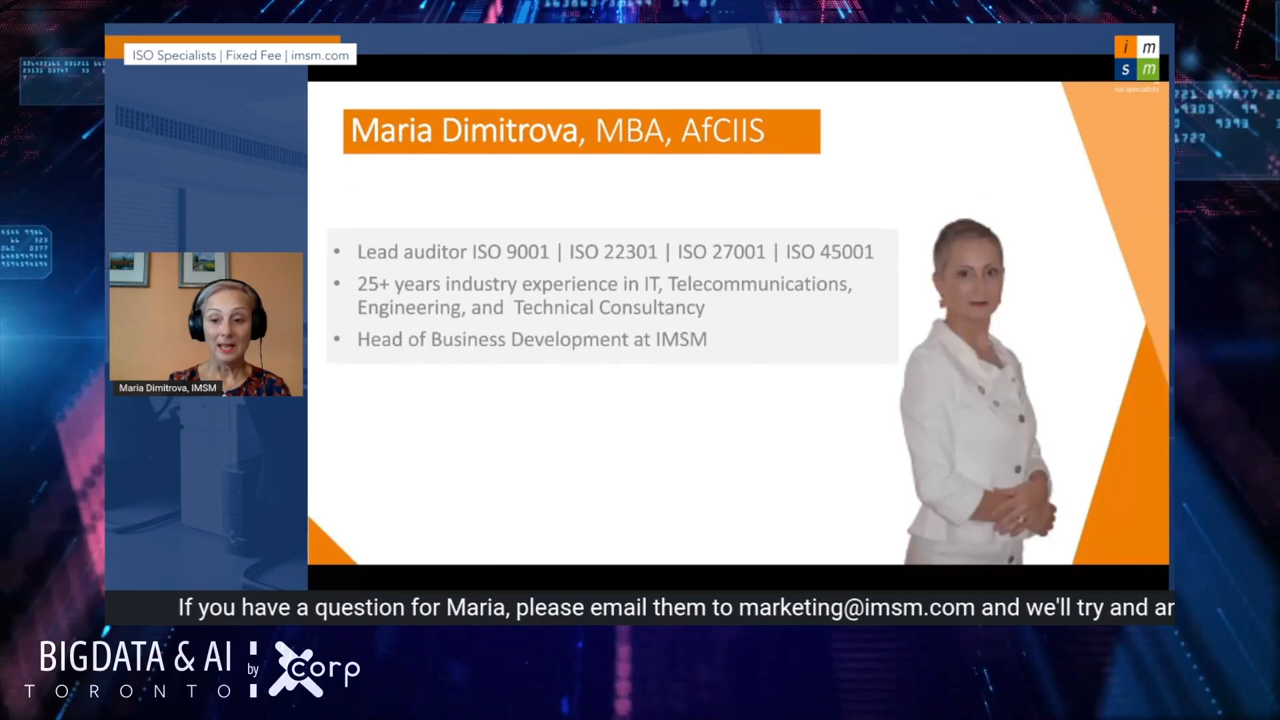 ISO Specialists | Fixed Fee | imsm.com
i m
s m
Maria Dimitrova, MBA, AfCIIS
• Lead auditor ISO 9001 | ISO 22301 | ISO 27001 | ISO 45001
• 25+ years industry experience in IT, Telecommunications,
Engineering, and Technical Consultancy
• Head of Business Development at IMSM
Maria Dimitrova, IMSM
If you have a question for Maria, please email them to marketing@imsm.com and we'll try and
BIGDATA & AI
TORONTO
by
corp